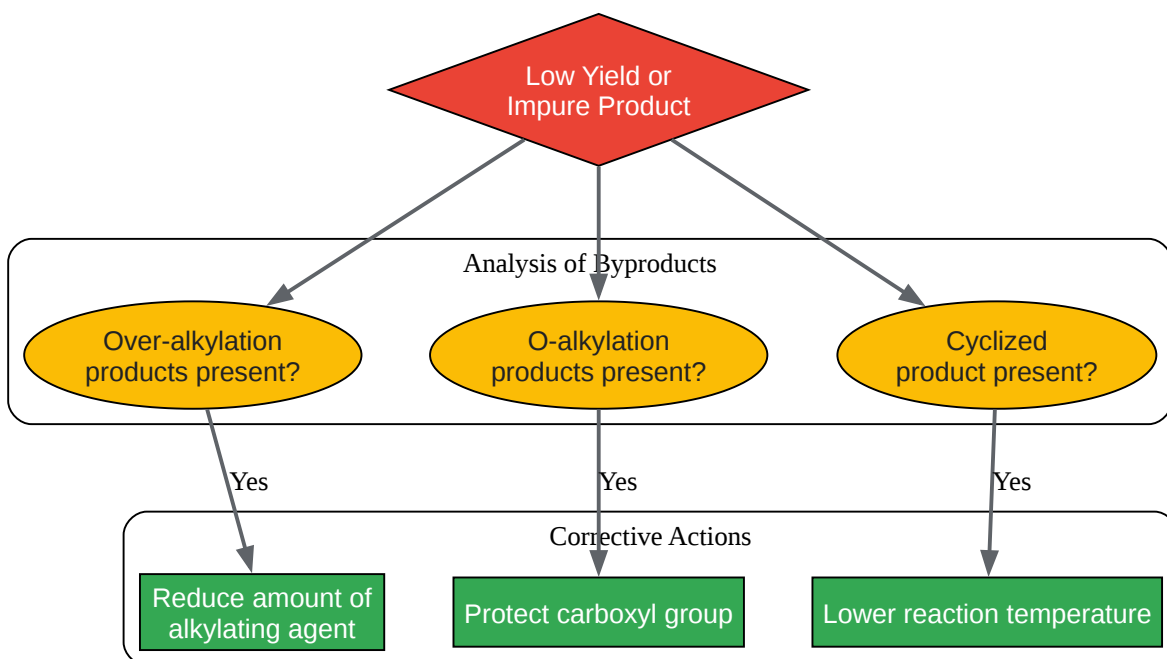 Low Yield or
Impure Product
Analysis of Byproducts
Over-alkylation
products present?
O-alkylation
products present?
Cyclized
product present?
Yes
Yes
Yes
Corrective Actions
Reduce amount of
alkylating agent
Protect carboxyl group
Lower reaction temperature